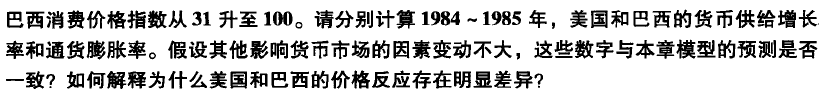 巴西消费价格指数从 31 升至 100。请分别计算 1984 ~ 1985 年，美国和巴西的货币供给增长
率和通货膨胀率。假设其他影响货币市场的因素变动不大，这些数字与本章模型的预测是否
一致？如何解释为什么美国和巴西的价格反应存在明显差异？